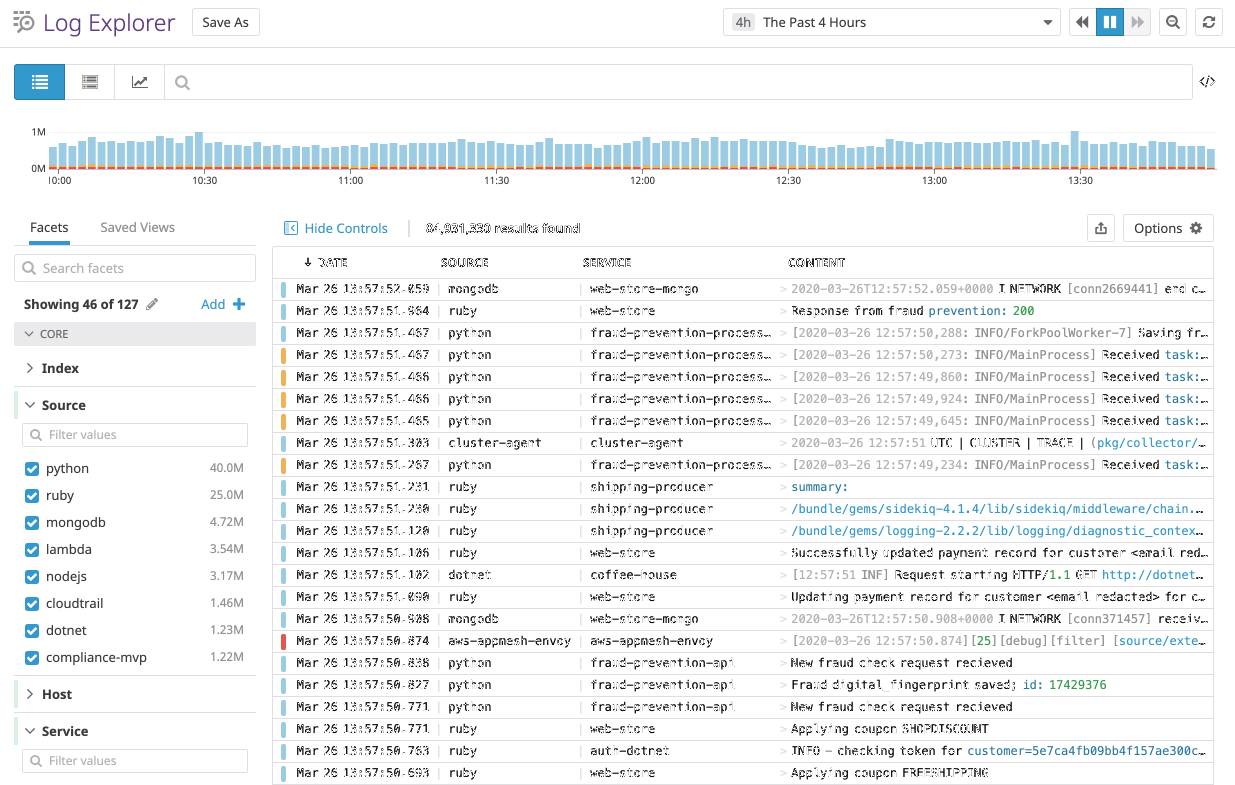 Log Explorer Save As 4h The Past 4 Hours
</>
1M
0M
10:00 10:30 11:00 11:30 12:00 12:30 13:00 13:30
Facets Saved Views Hide Controls results found Options
Search facets
Showing 46 of 127 Add
CORE
Index
Source
Filter values
python 40.0M
ruby 25.0M
mongodb 4.72M
lambda 3.54M
nodejs 3.17M
cloudtrail 1.46M
dotnet 1.23M
compliance-mvp 1.22M
Host
Service
Filter values
DATE SOURCE SERVICE CONTENT
Mar 26 13:57:52.059 mongodb web-store-mongo > 2020-03-26T12:57:52.059+0000 I NETWORK [conn2669441] end c…
Mar 26 13:57:51.964 ruby web-store > Response from fraud prevention: 200
Mar 26 13:57:51.467 python fraud-prevention-process… > [2020-03-26 12:57:50,288: INFO/ForkPoolWorker-7] Saving fr…
Mar 26 13:57:51.467 python fraud-prevention-process… > [2020-03-26 12:57:50,273: INFO/MainProcess] Received task:…
Mar 26 13:57:51.466 python fraud-prevention-process… > [2020-03-26 12:57:49,860: INFO/MainProcess] Received task:…
Mar 26 13:57:51.466 python fraud-prevention-process… > [2020-03-26 12:57:49,924: INFO/MainProcess] Received task:…
Mar 26 13:57:51.465 python fraud-prevention-process… > [2020-03-26 12:57:49,645: INFO/MainProcess] Received task:…
Mar 26 13:57:51.303 cluster-agent cluster-agent > 2020-03-26 12:57:51 UTC | CLUSTER | TRACE | (pkg/collector/…
Mar 26 13:57:51.267 python fraud-prevention-process… > [2020-03-26 12:57:49,234: INFO/MainProcess] Received task:…
Mar 26 13:57:51.231 ruby shipping-producer > summary:
Mar 26 13:57:51.230 ruby shipping-producer > /bundle/gems/sidekiq-4.1.4/lib/sidekiq/middleware/chain.…
Mar 26 13:57:51.120 ruby shipping-producer > /bundle/gems/logging-2.2.2/lib/logging/diagnostic_contex…
Mar 26 13:57:51.106 ruby web-store > Successfully updated payment record for customer <email red…
Mar 26 13:57:51.102 dotnet coffee-house > [12:57:51 INF] Request starting HTTP/1.1 GET http://dotnet…
Mar 26 13:57:51.090 ruby web-store > Updating payment record for customer <email redacted> for c…
Mar 26 13:57:50.908 mongodb web-store-mongo > 2020-03-26T12:57:50.908+0000 I NETWORK [conn371457] receiv…
Mar 26 13:57:50.874 aws-appmesh-envoy aws-appmesh-envoy > [2020-03-26 12:57:50.874][25][debug][filter] [source/exte…
Mar 26 13:57:50.838 python fraud-prevention-api > New fraud check request recieved
Mar 26 13:57:50.827 python fraud-prevention-api > Fraud digital_fingerprint saved; id: 17429376
Mar 26 13:57:50.771 python fraud-prevention-api > New fraud check request recieved
Mar 26 13:57:50.771 ruby web-store > Applying coupon SHOPDISCOUNT
Mar 26 13:57:50.763 ruby auth-dotnet > INFO - checking token for customer=5e7ca4fb09bb4f157ae300c…
Mar 26 13:57:50.693 ruby web-store > Applying coupon FREESHIPPING